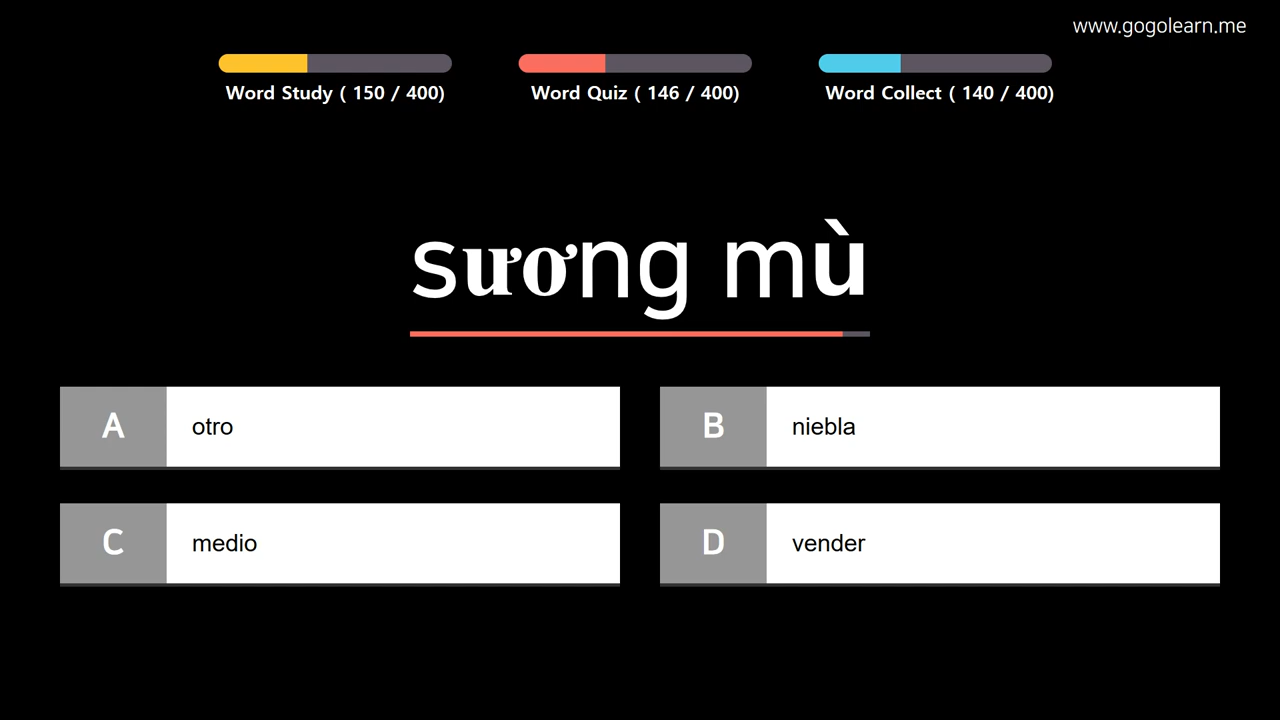 www.gogolearn.me
Word Study ( 150 / 400)
Word Quiz ( 146 / 400)
Word Collect ( 140 / 400)
sương mù
A otro
B niebla
C medio
D vender